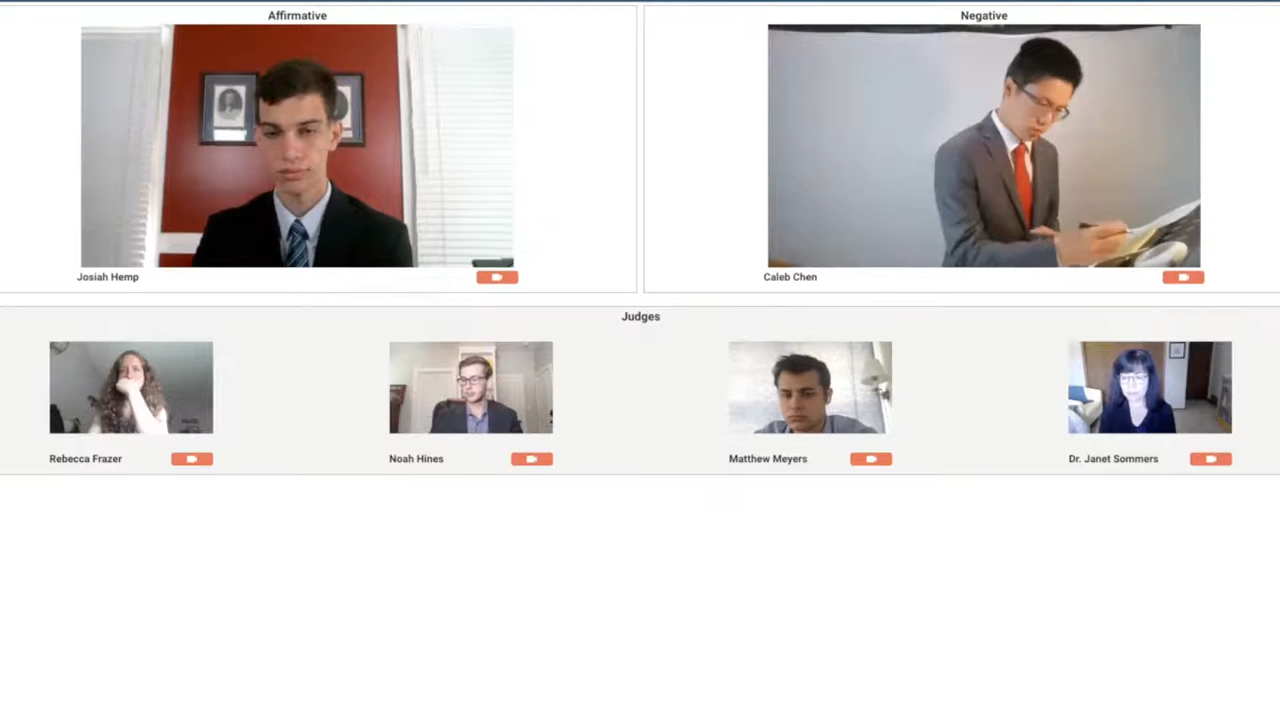 Affirmative
Negative
Josiah Hemp
Caleb Chen
Judges
Rebecca Frazer
Noah Hines
Matthew Meyers
Dr. Janet Sommers